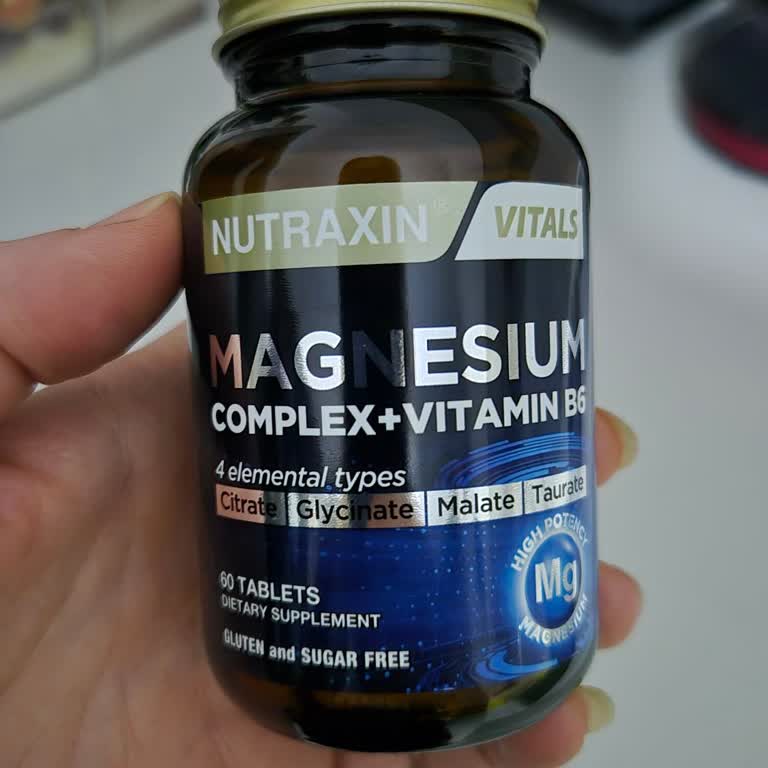 NUTRAXIN® VITALS
MAGNESIUM
COMPLEX+VITAMIN B6
4 elemental types
Citrate Glycinate Malate Taurate
HIGH POTENCY
Mg
MAGNESIUM
60 TABLETS
DIETARY SUPPLEMENT
GLUTEN and SUGAR FREE